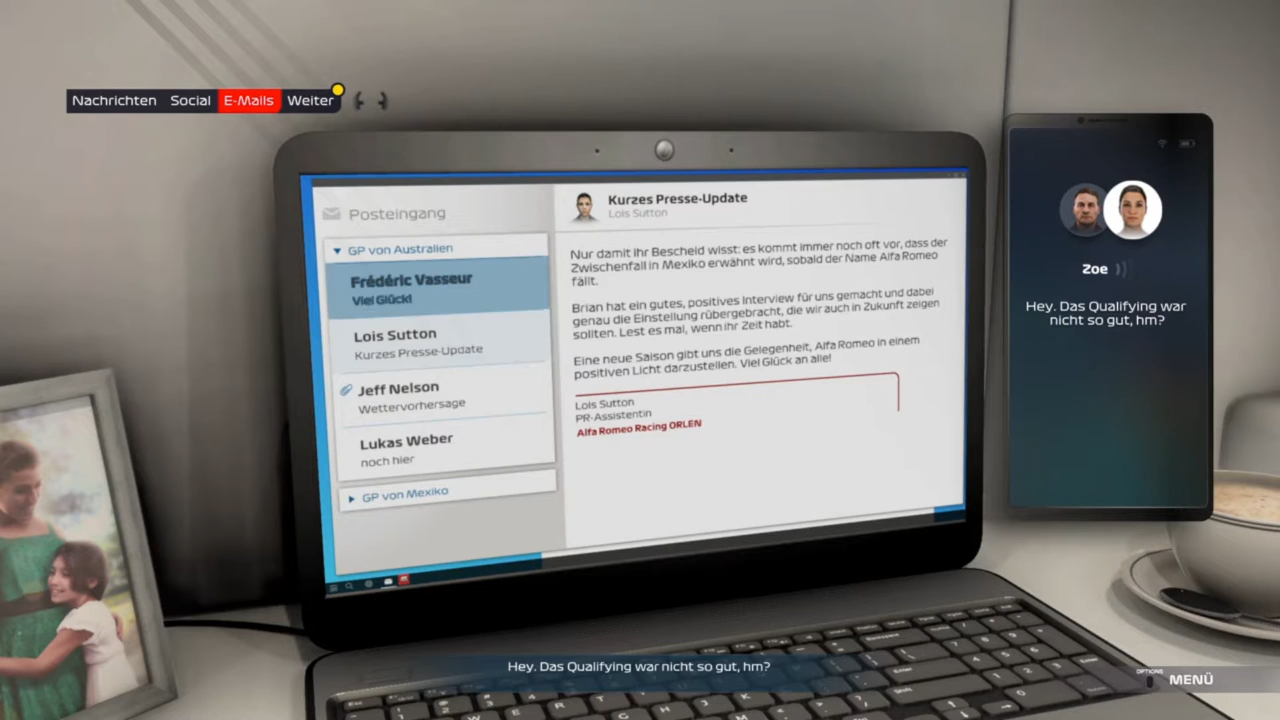 Nachrichten Social E-Mails Weiter
Posteingang
GP von Australien
Frédéric Vasseur
Viel Glück!
Lois Sutton
Kurzes Presse-Update
Jeff Nelson
Wettervorhersage
Lukas Weber
noch hier
GP von Mexiko
Kurzes Presse-Update
Lois Sutton
Nur damit ihr Bescheid wisst: es kommt immer noch oft vor, dass der
Zwischenfall in Mexiko erwähnt wird, sobald der Name Alfa Romeo
fällt.
Brian hat ein gutes, positives Interview für uns gemacht und dabei
genau die Einstellung rübergebracht, die wir auch in Zukunft zeigen
sollten. Lest es mal, wenn ihr Zeit habt.
Eine neue Saison gibt uns die Gelegenheit, Alfa Romeo in einem
positiven Licht darzustellen. Viel Glück an alle!
Lois Sutton
PR-Assistentin
Alfa Romeo Racing ORLEN
Zoe
Hey. Das Qualifying war
nicht so gut, hm?
Hey. Das Qualifying war nicht so gut, hm?
OPTIONS
MENÜ